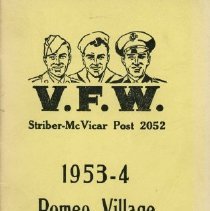 V.F.W.
Striber-McVicar Post 2052
1953-4
Romeo Village